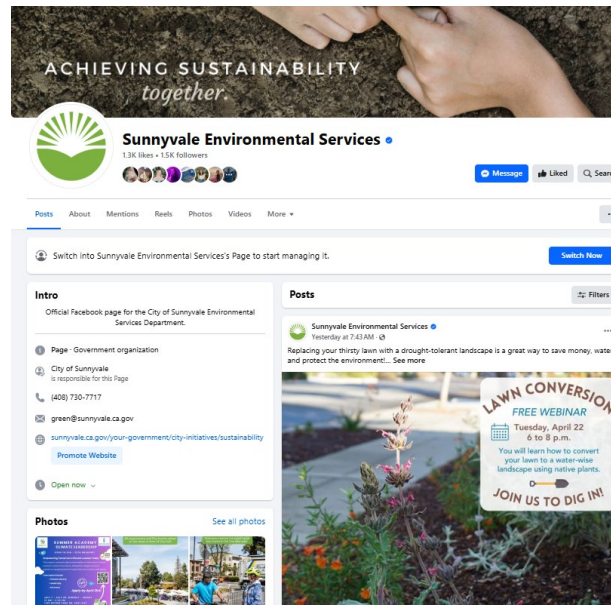 ACHIEVING SUSTAINABILITY
together.
Sunnyvale Environmental Services
1.3K likes • 1.5K followers
Message
Liked
Sear
Posts
About
Mentions
Reels
Photos
Videos
More
Switch into Sunnyvale Environmental Services's Page to start managing it.
Switch Now
Intro
Official Facebook page for the City of Sunnyvale Environmental
Services Department.
Page · Government organization
City of Sunnyvale
is responsible for this Page
(408) 730-7717
green@sunnyvale.ca.gov
sunnyvale.ca.gov/your-government/city-initiatives/sustainability
Promote Website
Open now
Photos
See all photos
SUMMER ACADEMY
Posts
Filters
Sunnyvale Environmental Services
Yesterday at 7:43 AM ·
Replacing your thirsty lawn with a drought-tolerant landscape is a great way to save money, wate
and protect the environment!... See more
LAWN CONVERSION
FREE WEBINAR
Tuesday, April 22
6 to 8 p.m.
You will learn how to convert
your lawn to a water-wise
landscape using native plants.
JOIN US TO DIG IN!